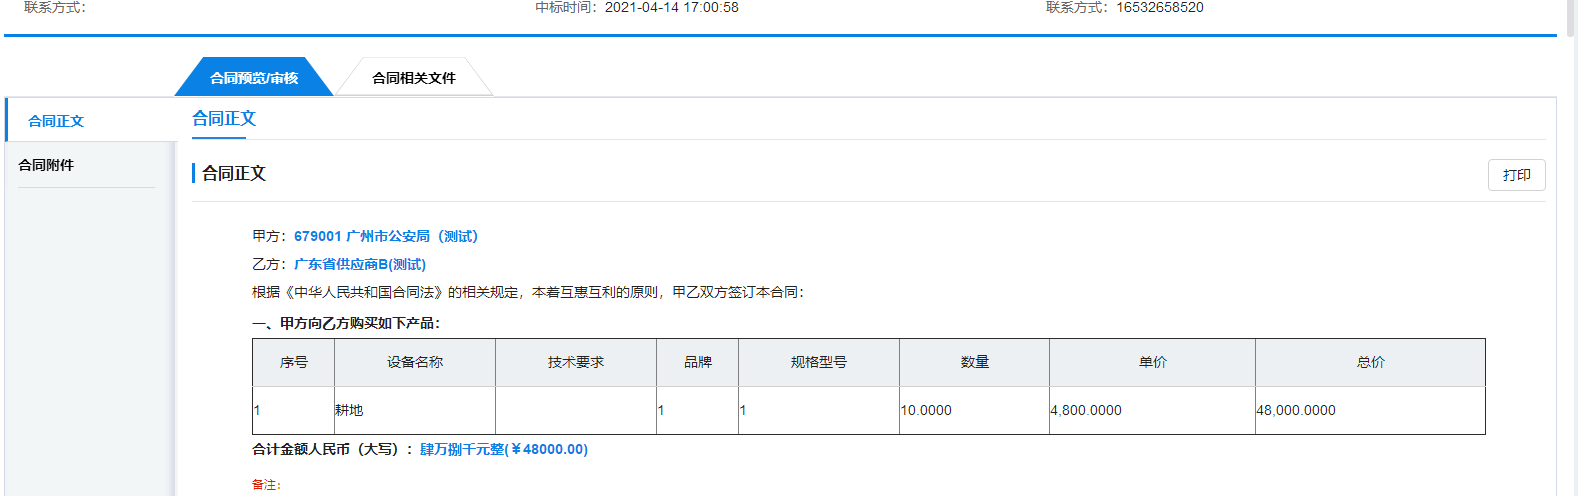 联系方式： 中标时间：2021-04-14 17:00:58 联系方式：16532658520
合同预览/审核 合同相关文件
合同正文
合同附件
合同正文
合同正文 打印
甲方：679001 广州市公安局（测试）
乙方：广东省供应商B(测试)
根据《中华人民共和国合同法》的相关规定，本着互惠互利的原则，甲乙双方签订本合同：
一、甲方向乙方购买如下产品：
序号 设备名称 技术要求 品牌 规格型号 数量 单价 总价
1 耕地 1 1 10.0000 4,800.0000 48,000.0000
合计金额人民币（大写）：肆万捌千元整(￥48000.00)
备注：